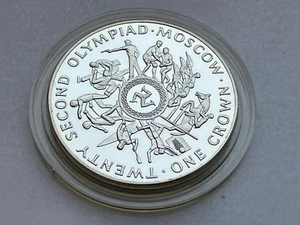 TWENTY SECOND OLYMPIAD · MOSCOW · ONE CROWN ·